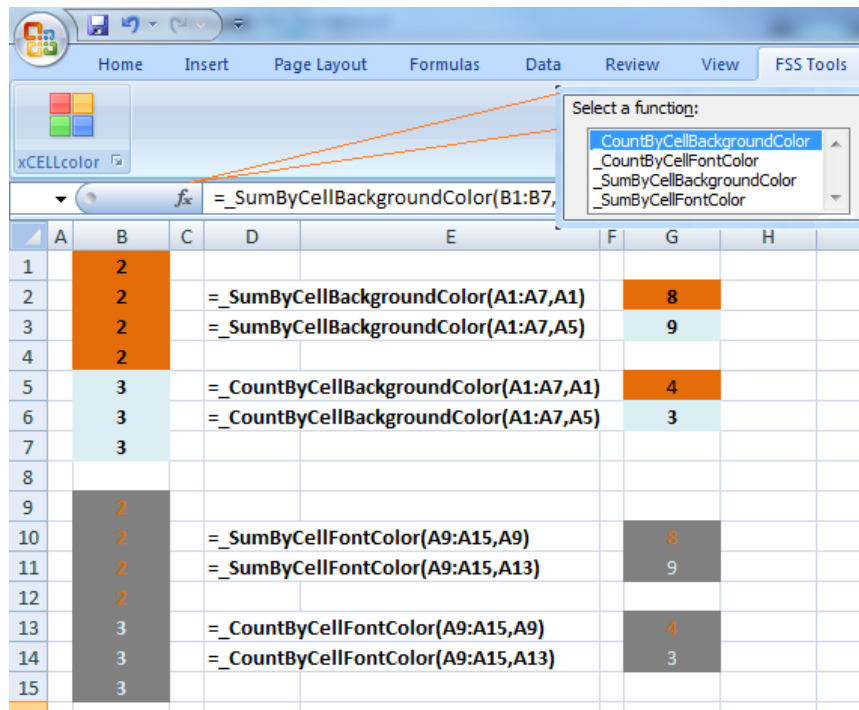 Home Insert Page Layout Formulas Data Review View FSS Tools
Select a function:
_CountByCellBackgroundColor
_CountByCellFontColor
_SumByCellBackgroundColor
_SumByCellFontColor
xCELLcolor
fx =_SumByCellBackgroundColor(B1:B7,
A B C D E F G H
1 2
2 2 =_SumByCellBackgroundColor(A1:A7,A1) 8
3 2 =_SumByCellBackgroundColor(A1:A7,A5) 9
4 2
5 3 =_CountByCellBackgroundColor(A1:A7,A1) 4
6 3 =_CountByCellBackgroundColor(A1:A7,A5) 3
7 3
8
9 2
10 2 =_SumByCellFontColor(A9:A15,A9) 8
11 2 =_SumByCellFontColor(A9:A15,A13) 9
12 2
13 3 =_CountByCellFontColor(A9:A15,A9) 4
14 3 =_CountByCellFontColor(A9:A15,A13) 3
15 3